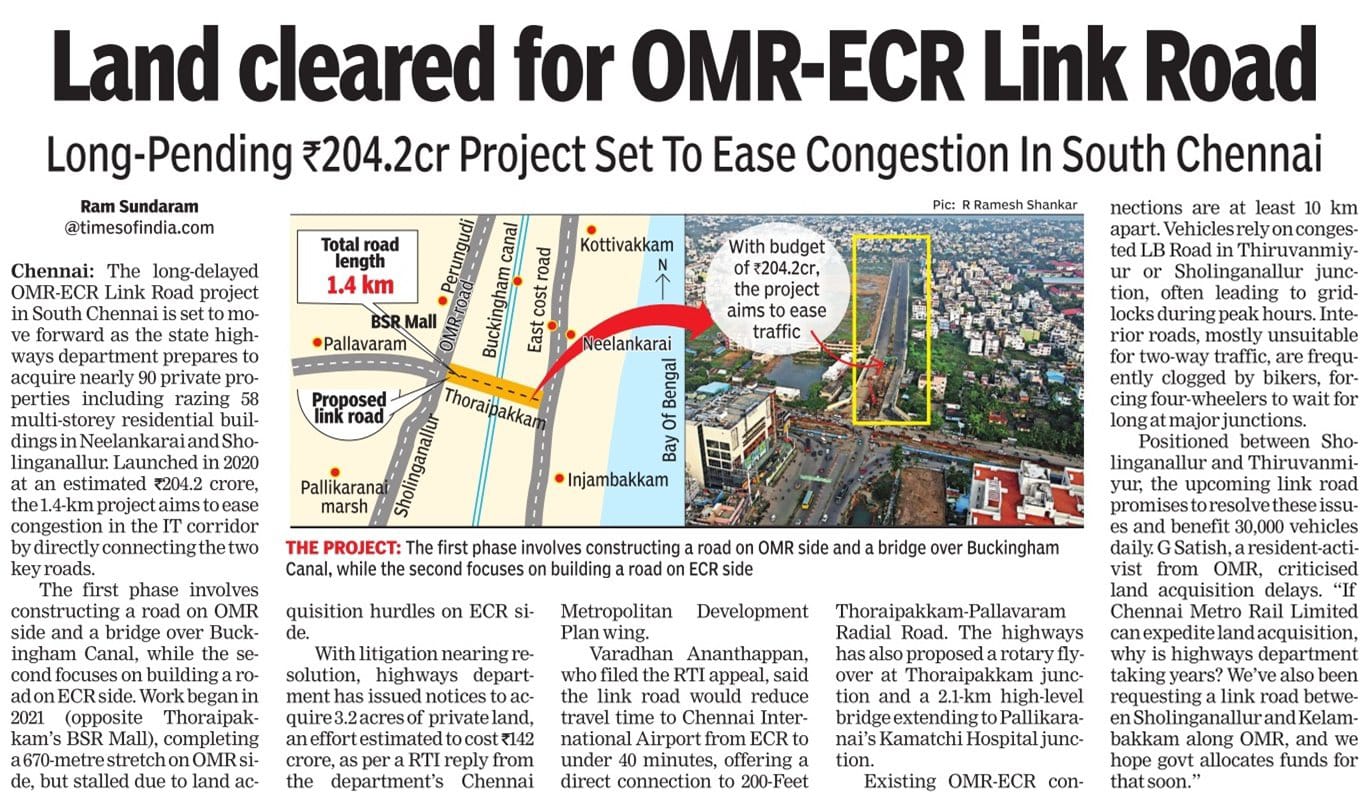 Land cleared for OMR-ECR Link Road
Long-Pending ₹204.2cr Project Set To Ease Congestion In South Chennai
Ram Sundaram
@timesofindia.com
Chennai: The long-delayed
OMR-ECR Link Road project
in South Chennai is set to mo-
ve forward as the state high-
ways department prepares to
acquire nearly 90 private pro-
perties including razing 58
multi-storey residential buil-
dings in Neelankarai and Sho-
linganallur. Launched in 2020
at an estimated ₹204.2 crore,
the 1.4-km project aims to ease
congestion in the IT corridor
by directly connecting the two
key roads.
The first phase involves
constructing a road on OMR
side and a bridge over Buck-
ingham Canal, while the se-
cond focuses on building a ro-
ad on ECR side. Work began in
2021 (opposite Thoraipak-
kam's BSR Mall), completing
a 670-metre stretch on OMR si-
de, but stalled due to land ac-
Pic: R Ramesh Shankar
Total road
length
1.4 km
Perungudi
OMR road
Buckingham canal
East cost road
Kottivakkam
N
BSR Mall
Pallavaram
Neelankarai
Proposed
link road
Thoraipakkam
Bay Of Bengal
Sholinganallur
Pallikaranai
marsh
Injambakkam
With budget
of ₹204.2cr,
the project
aims to ease
traffic
THE PROJECT: The first phase involves constructing a road on OMR side and a bridge over Buckingham
Canal, while the second focuses on building a road on ECR side
quisition hurdles on ECR si-
de.
With litigation nearing re-
solution, highways depart-
ment has issued notices to ac-
quire 3.2 acres of private land,
an effort estimated to cost ₹142
crore, as per a RTI reply from
the department's Chennai
Metropolitan Development
Plan wing.
Varadhan Ananthappan,
who filed the RTI appeal, said
the link road would reduce
travel time to Chennai Inter-
national Airport from ECR to
under 40 minutes, offering a
direct connection to 200-Feet
Thoraipakkam-Pallavaram
Radial Road. The highways
has also proposed a rotary fly-
over at Thoraipakkam junc-
tion and a 2.1-km high-level
bridge extending to Pallikara-
nai's Kamatchi Hospital junc-
tion.
Existing OMR-ECR con-
nections are at least 10 km
apart. Vehicles rely on conges-
ted LB Road in Thiruvanmiy-
ur or Sholinganallur junc-
tion, often leading to grid-
locks during peak hours. Inte-
rior roads, mostly unsuitable
for two-way traffic, are frequ-
ently clogged by bikers, for-
cing four-wheelers to wait for
long at major junctions.
Positioned between Sho-
linganallur and Thiruvanmi-
yur, the upcoming link road
promises to resolve these issu-
es and benefit 30,000 vehicles
daily. G Satish, a resident-acti-
vist from OMR, criticised
land acquisition delays. “If
Chennai Metro Rail Limited
can expedite land acquisition,
why is highways department
taking years? We've also been
requesting a link road betwe-
en Sholinganallur and Kelam-
bakkam along OMR, and we
hope govt allocates funds for
that soon.”